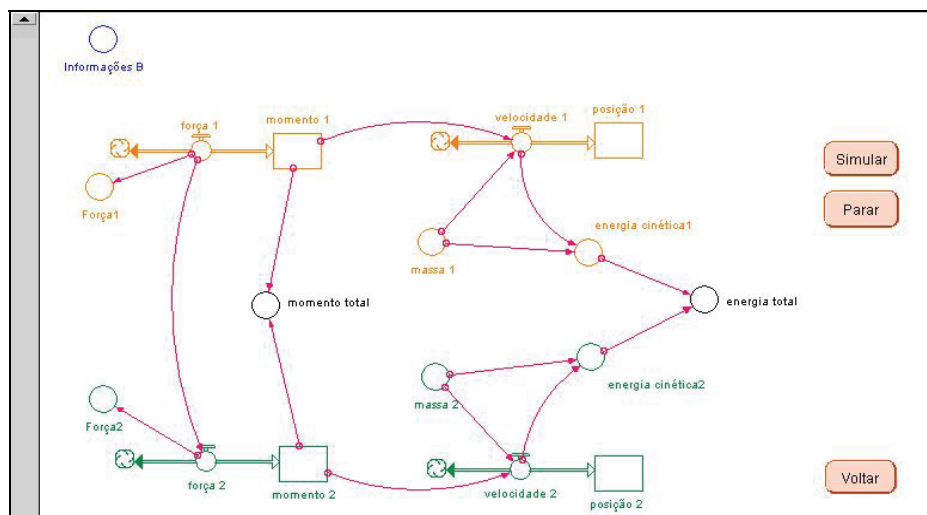 Informações B
força 1
momento 1
velocidade 1
posição 1
Simular
Força1
Parar
massa 1
energia cinética1
momento total
energia total
massa 2
energia cinética2
Força2
força 2
momento 2
velocidade 2
posição 2
Voltar